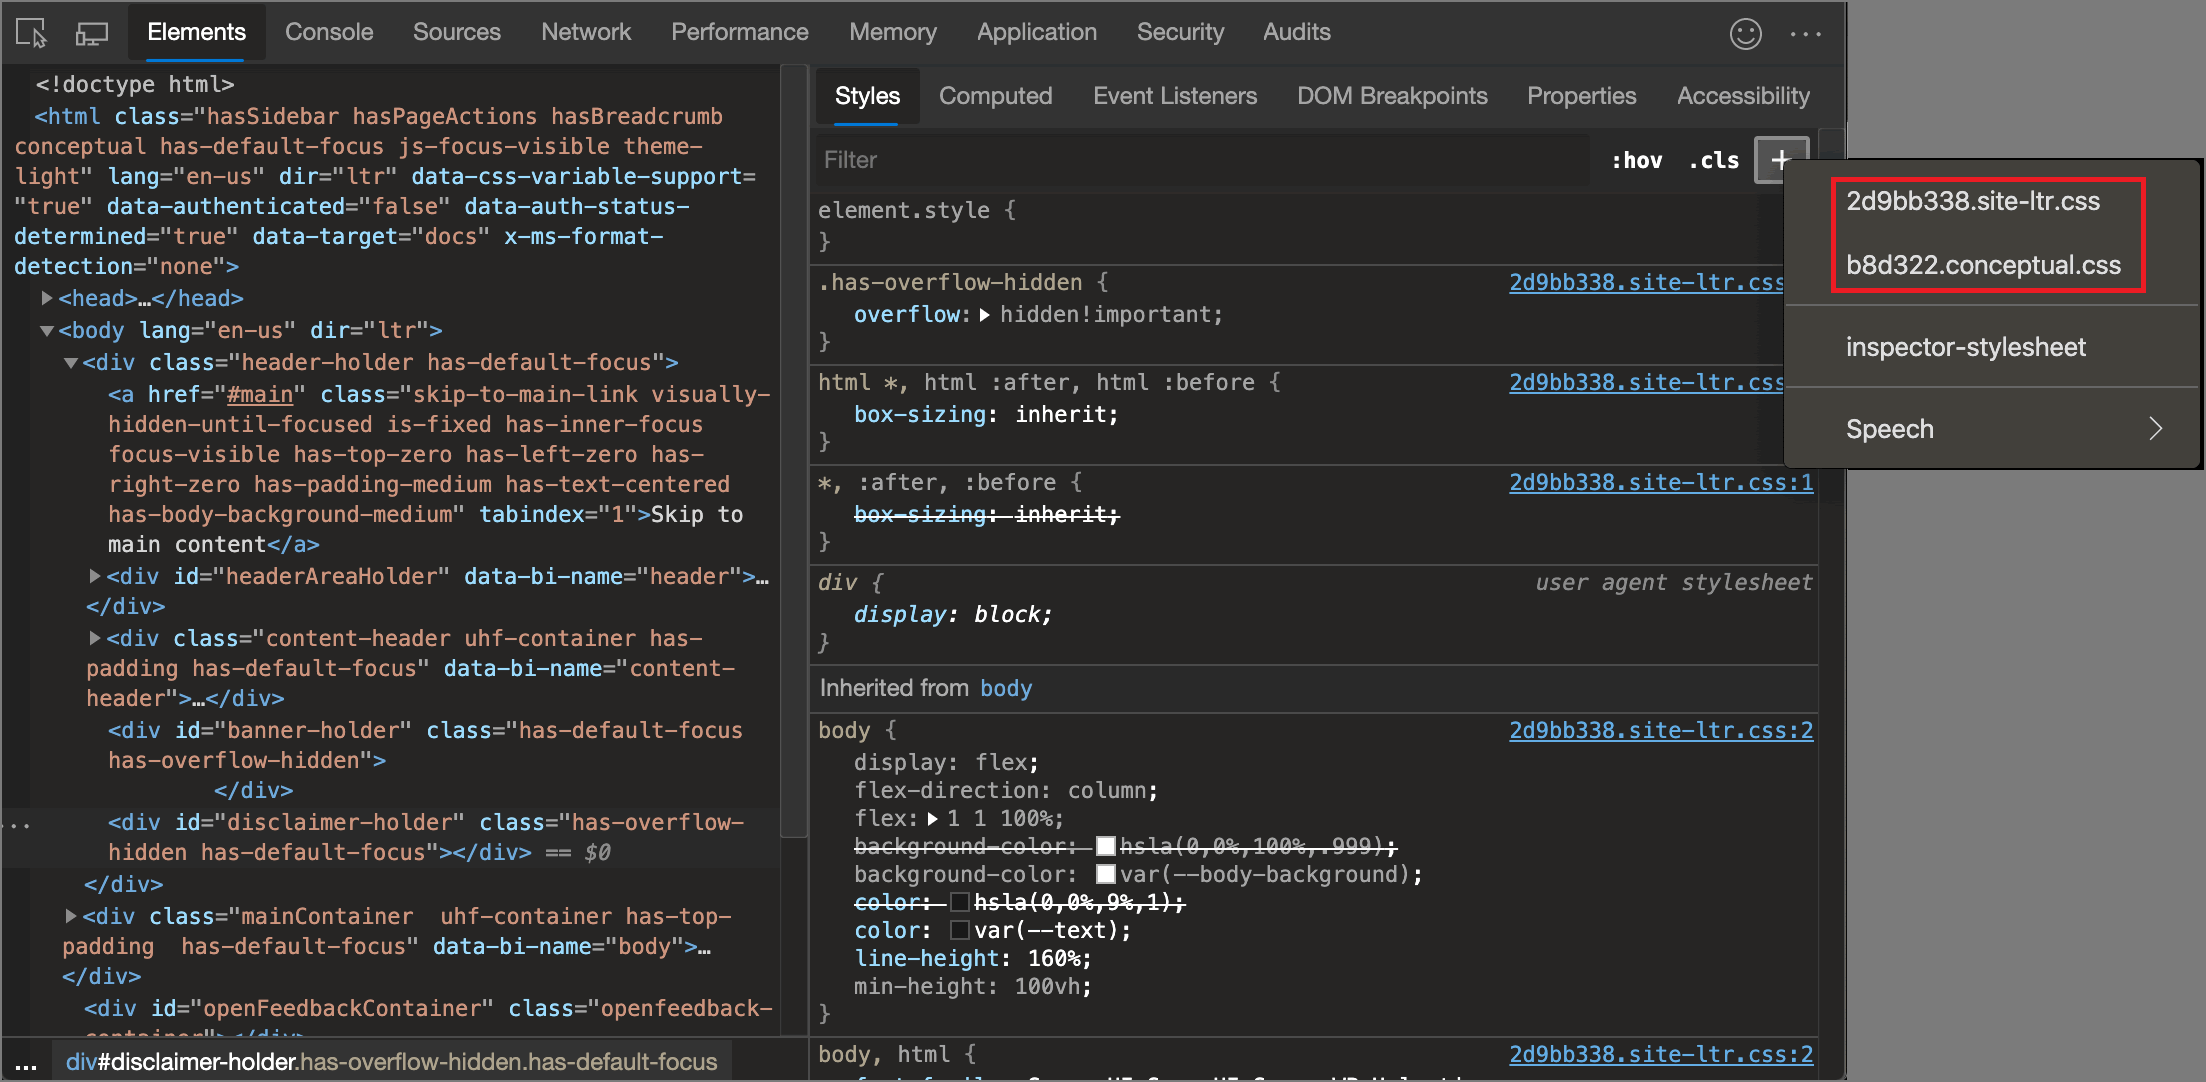 Elements Console Sources Network Performance Memory Application Security Audits ...
<!doctype html>
<html class="hasSidebar hasPageActions hasBreadcrumb
conceptual has-default-focus js-focus-visible theme-
light" lang="en-us" dir="ltr" data-css-variable-support=
"true" data-authenticated="false" data-auth-status-
determined="true" data-target="docs" x-ms-format-
detection="none">
▶<head>…</head>
▼<body lang="en-us" dir="ltr">
▼<div class="header-holder has-default-focus">
<a href="#main" class="skip-to-main-link visually-
hidden-until-focused is-fixed has-inner-focus
focus-visible has-top-zero has-left-zero has-
right-zero has-padding-medium has-text-centered
has-body-background-medium" tabindex="1">Skip to
main content</a>
▶<div id="headerAreaHolder" data-bi-name="header">…
</div>
▶<div class="content-header uhf-container has-
padding has-default-focus" data-bi-name="content-
header">…</div>
<div id="banner-holder" class="has-default-focus
has-overflow-hidden">
</div>
<div id="disclaimer-holder" class="has-overflow-
hidden has-default-focus"></div> == $0
</div>
▶<div class="mainContainer  uhf-container has-top-
padding  has-default-focus" data-bi-name="body">…
</div>
<div id="openFeedbackContainer" class="openfeedback-
container"></div>
... div#disclaimer-holder.has-overflow-hidden.has-default-focus
Styles Computed Event Listeners DOM Breakpoints Properties Accessibility
Filter :hov .cls +
element.style {
}
.has-overflow-hidden { 2d9bb338.site-ltr.css
overflow: ▶ hidden!important;
}
html *, html :after, html :before { 2d9bb338.site-ltr.css
box-sizing: inherit;
}
*, :after, :before { 2d9bb338.site-ltr.css:1
box-sizing: inherit;
}
div { user agent stylesheet
display: block;
}
Inherited from body
body { 2d9bb338.site-ltr.css:2
display: flex;
flex-direction: column;
flex: ▶ 1 1 100%;
background-color: hsla(0,0%,100%,.999);
background-color: var(--body-background);
color: hsla(0,0%,9%,1);
color: var(--text);
line-height: 160%;
min-height: 100vh;
}
body, html { 2d9bb338.site-ltr.css:2
2d9bb338.site-ltr.css
b8d322.conceptual.css
inspector-stylesheet
Speech